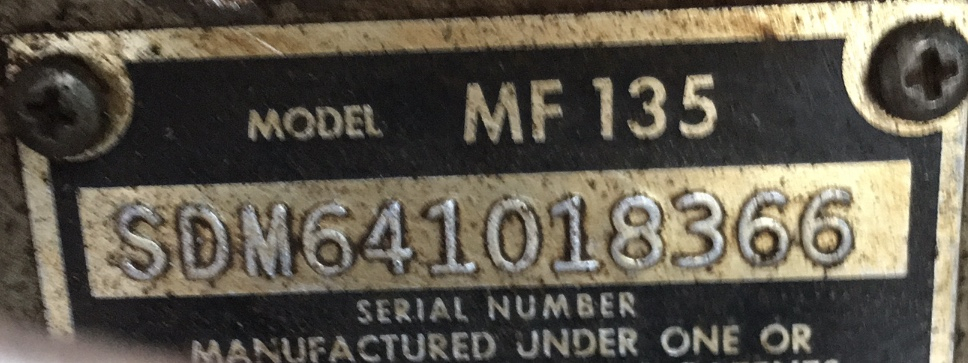 MODEL MF 135
SDM641018366
SERIAL NUMBER
MANUFACTURED UNDER ONE OR